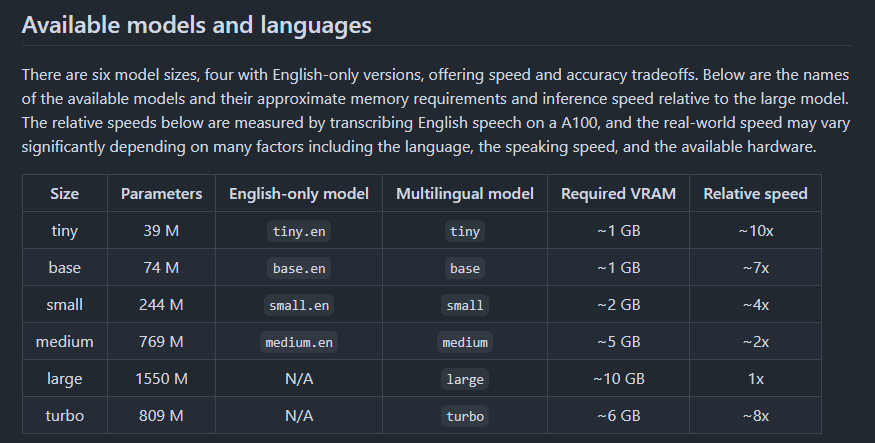 Available models and languages
There are six model sizes, four with English-only versions, offering speed and accuracy tradeoffs. Below are the names
of the available models and their approximate memory requirements and inference speed relative to the large model.
The relative speeds below are measured by transcribing English speech on a A100, and the real-world speed may vary
significantly depending on many factors including the language, the speaking speed, and the available hardware.
Size Parameters English-only model Multilingual model Required VRAM Relative speed
tiny 39 M tiny.en tiny ~1 GB ~10x
base 74 M base.en base ~1 GB ~7x
small 244 M small.en small ~2 GB ~4x
medium 769 M medium.en medium ~5 GB ~2x
large 1550 M N/A large ~10 GB 1x
turbo 809 M N/A turbo ~6 GB ~8x